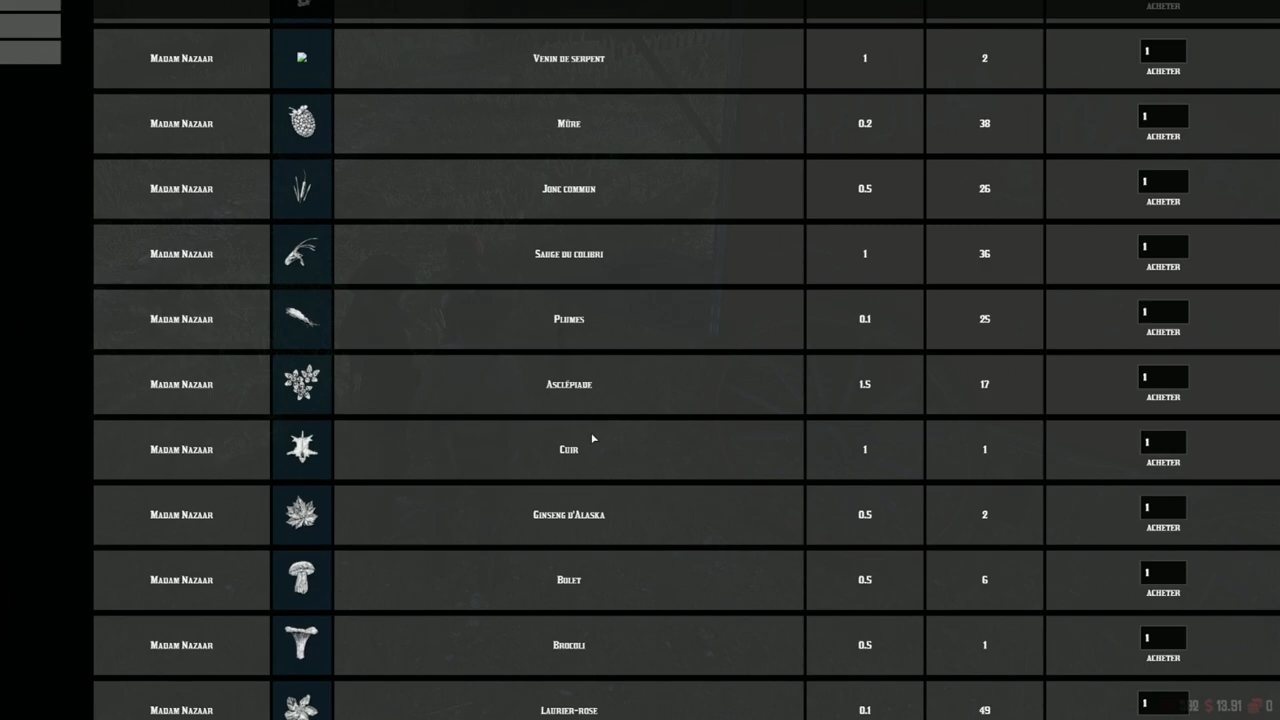 ACHETER
Madam Nazaar Venin de serpent 1 2 1
ACHETER
Madam Nazaar Mûre 0.2 38 1
ACHETER
Madam Nazaar Jonc commun 0.5 26 1
ACHETER
Madam Nazaar Sauge du colibri 1 36 1
ACHETER
Madam Nazaar Plumes 0.1 25 1
ACHETER
Madam Nazaar Asclépiade 1.5 17 1
ACHETER
Madam Nazaar Cuir 1 1 1
ACHETER
Madam Nazaar Ginseng d'Alaska 0.5 2 1
ACHETER
Madam Nazaar Bolet 0.5 6 1
ACHETER
Madam Nazaar Brocoli 0.5 1 1
ACHETER
Madam Nazaar Laurier-rose 0.1 49 1
$ 13.91 0